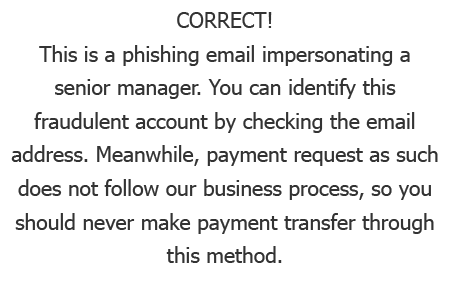 CORRECT!
This is a phishing email impersonating a
senior manager. You can identify this
fraudulent account by checking the email
address. Meanwhile, payment request as such
does not follow our business process, so you
should never make payment transfer through
this method.